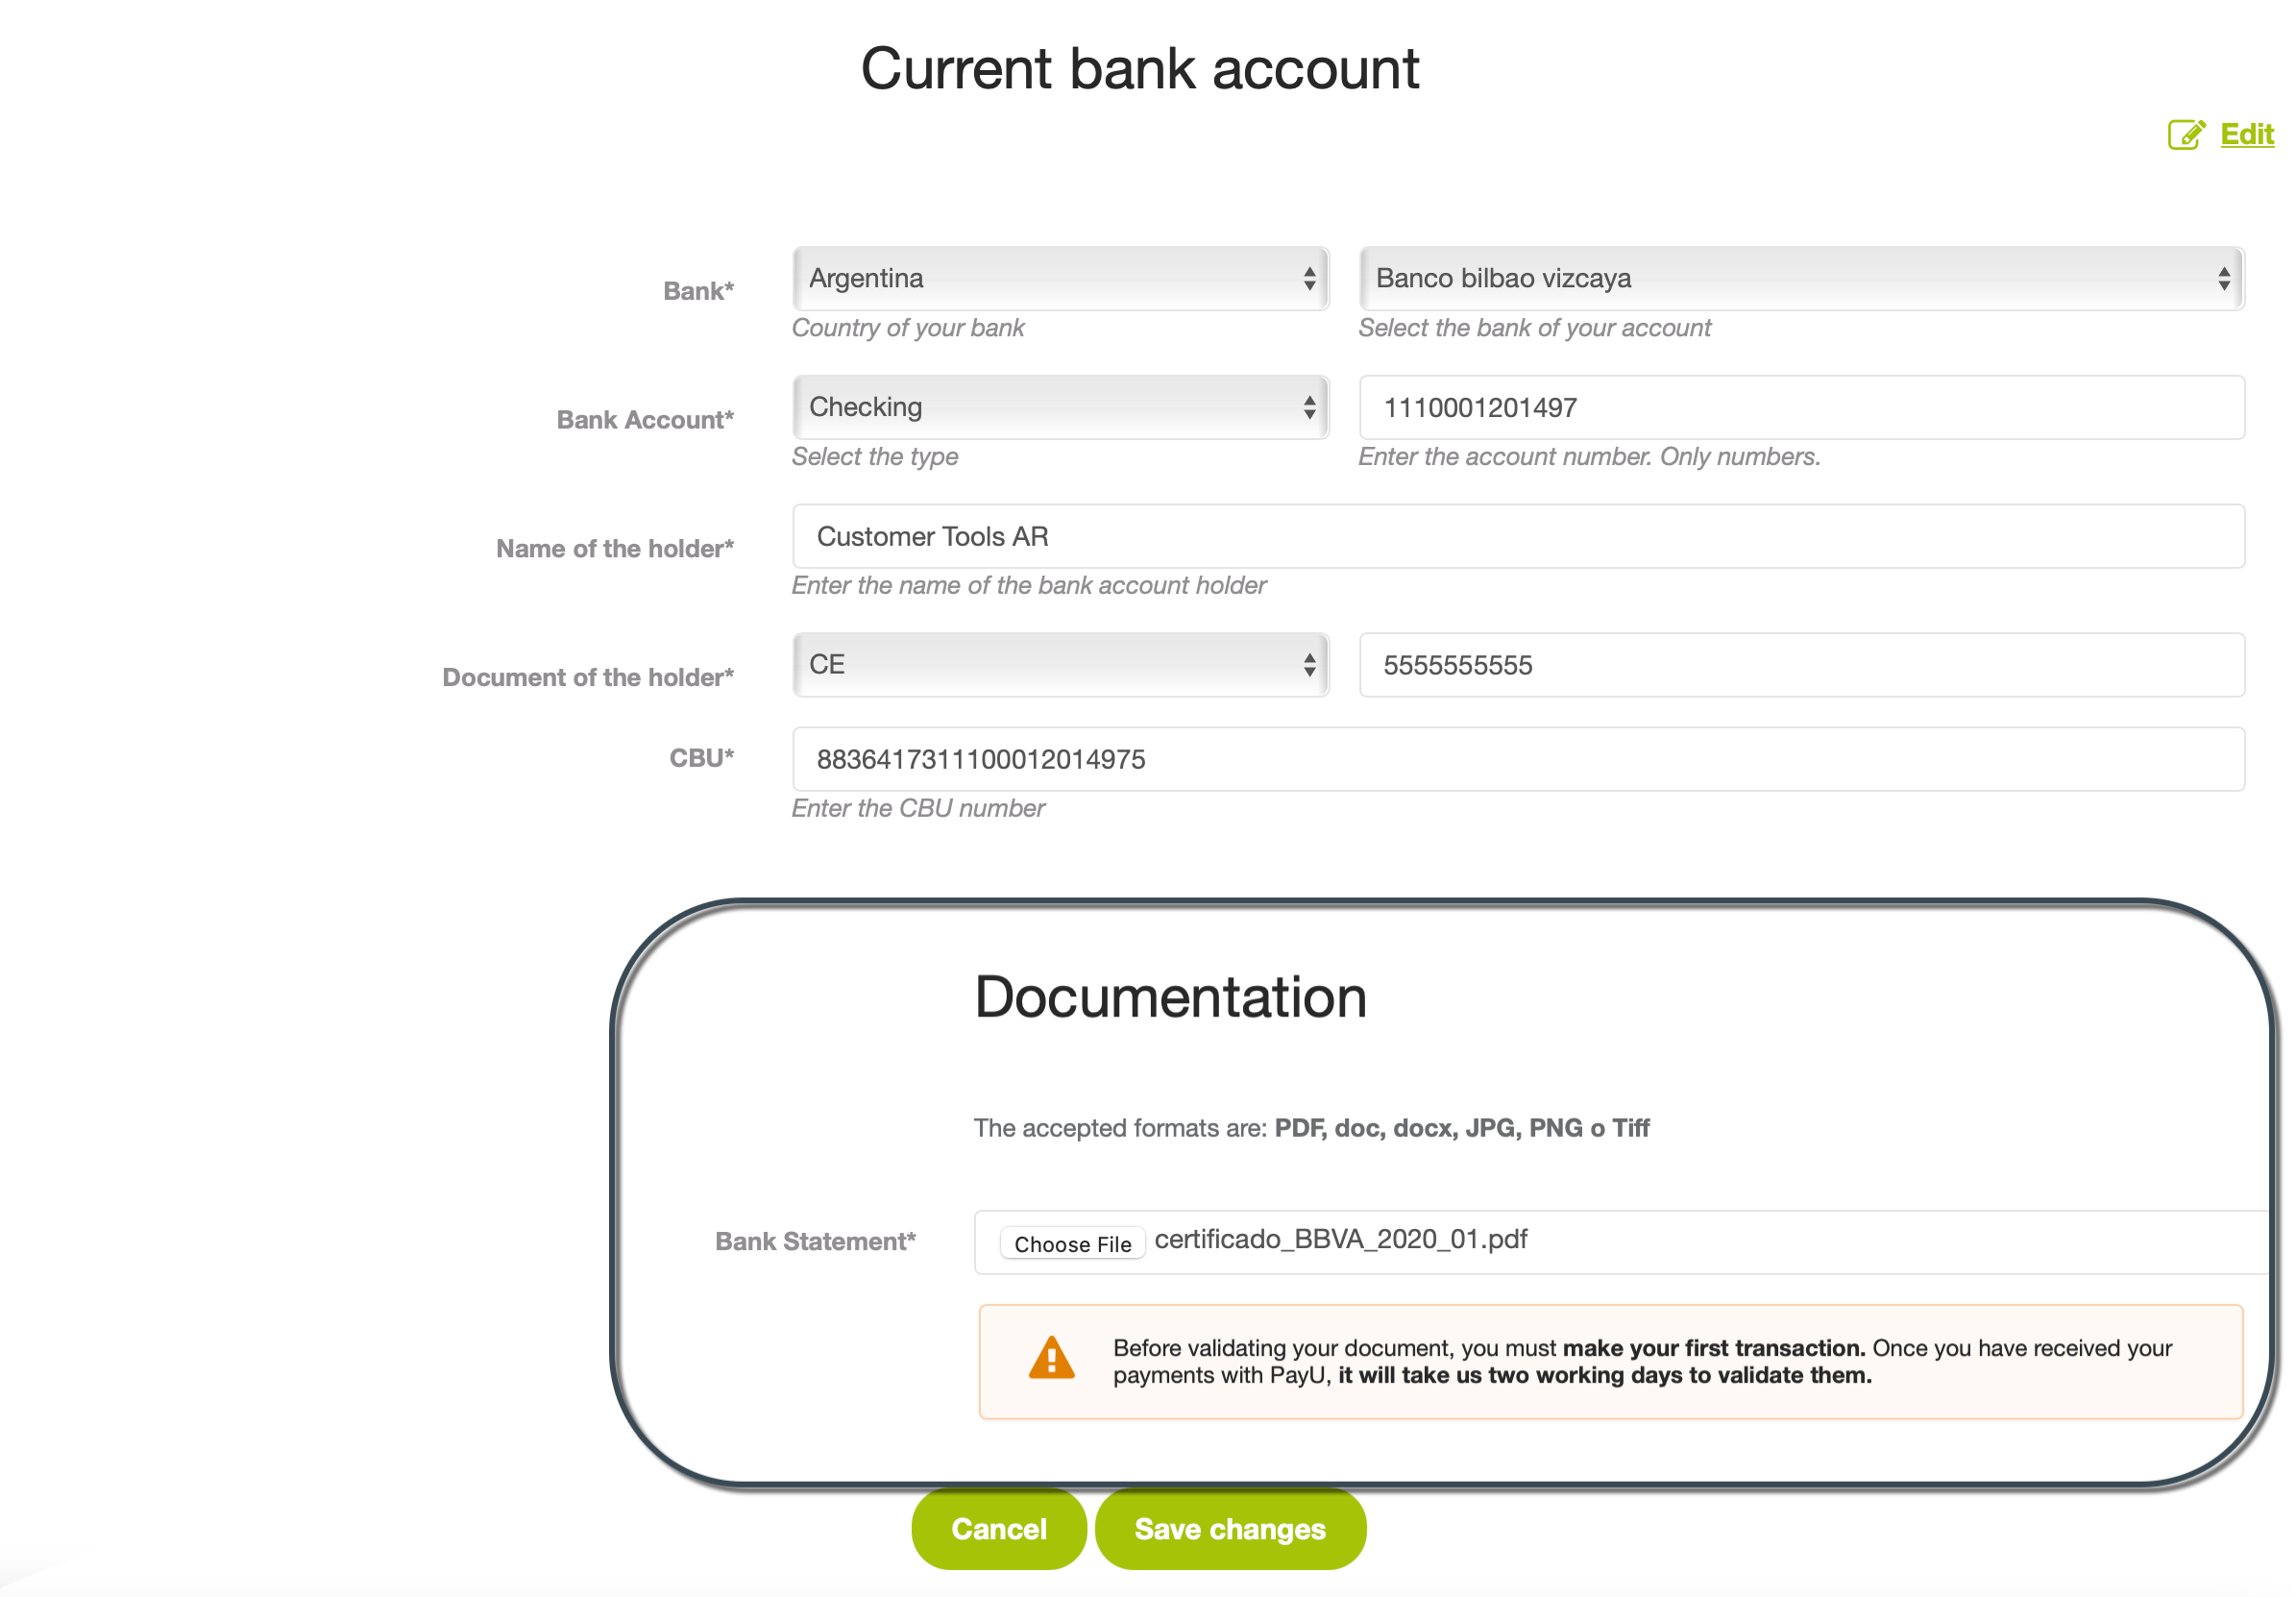 Current bank account
Edit
Bank*
Argentina
Banco bilbao vizcaya
Country of your bank
Select the bank of your account
Bank Account*
Checking
1110001201497
Select the type
Enter the account number. Only numbers.
Name of the holder*
Customer Tools AR
Enter the name of the bank account holder
Document of the holder*
CE
5555555555
CBU*
8836417311100012014975
Enter the CBU number
Documentation
The accepted formats are: PDF, doc, docx, JPG, PNG o Tiff
Bank Statement*
Choose File certificado_BBVA_2020_01.pdf
Before validating your document, you must make your first transaction. Once you have received your
payments with PayU, it will take us two working days to validate them.
Cancel
Save changes